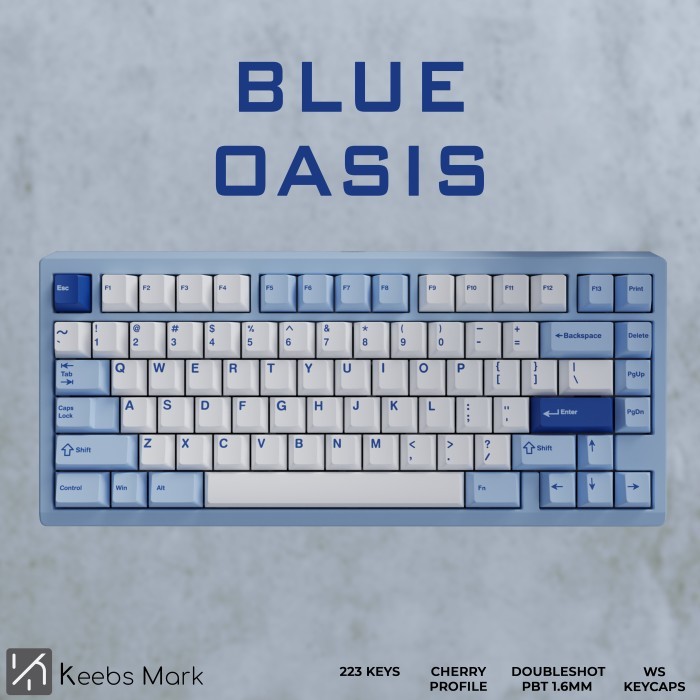 BLUE
OASIS
Esc F1 F2 F3 F4 F5 F6 F7 F8 F9 F10 F11 F12 F13 Print
~ ! @ # $ % ^ & * ( ) - + ←Backspace Delete
` 1 2 3 4 5 6 7 8 9 0 - =
Tab Q W E R T Y U I O P { } | PgUp
[ ] \
Caps Lock A S D F G H J K L : " Enter PgDn
; '
Shift Z X C V B N M < > ? Shift ↑
, . /
Control Win Alt Fn ← ↓ →
Keebs Mark
223 KEYS
CHERRY
PROFILE
DOUBLESHOT
PBT 1.6MM
WS
KEYCAPS